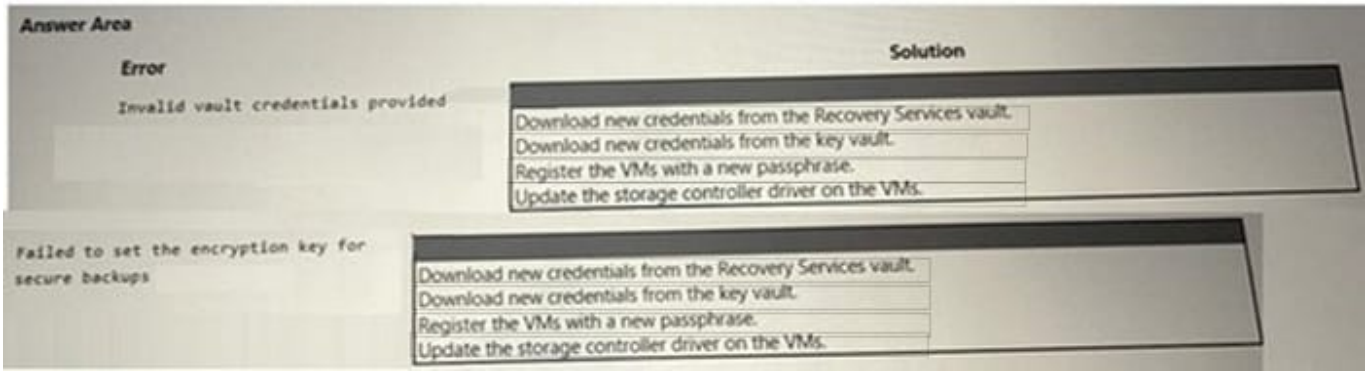 Answer Area
Error
Solution
Invalid vault credentials provided
Download new credentials from the Recovery Services vault.
Download new credentials from the key vault.
Register the VMs with a new passphrase.
Update the storage controller driver on the VMs.
Failed to set the encryption key for
secure backups
Download new credentials from the Recovery Services vault.
Download new credentials from the key vault.
Register the VMs with a new passphrase.
Update the storage controller driver on the VMs.